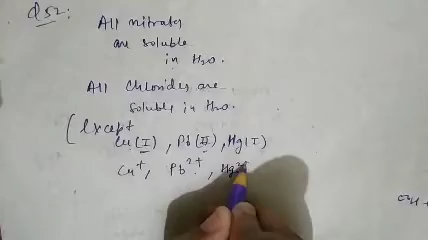 Q52:
All nitrates
are soluble
in H₂O.
All chlorides are
soluble in H₂O.
[Except
Cu(I), Pb(II), Hg(I)
Cu⁺, Pb²⁺,